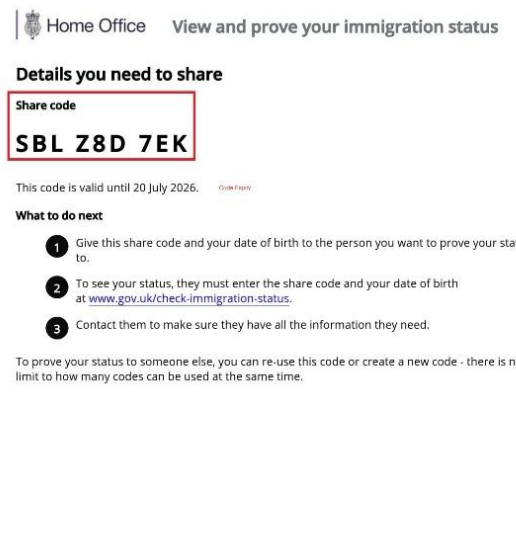 Home Office View and prove your immigration status
Details you need to share
Share code
SBL Z8D 7EK
This code is valid until 20 July 2026. Code Expiry
What to do next
1 Give this share code and your date of birth to the person you want to prove your sta
to.
2 To see your status, they must enter the share code and your date of birth
at www.gov.uk/check-immigration-status.
3 Contact them to make sure they have all the information they need.
To prove your status to someone else, you can re-use this code or create a new code - there is n
limit to how many codes can be used at the same time.